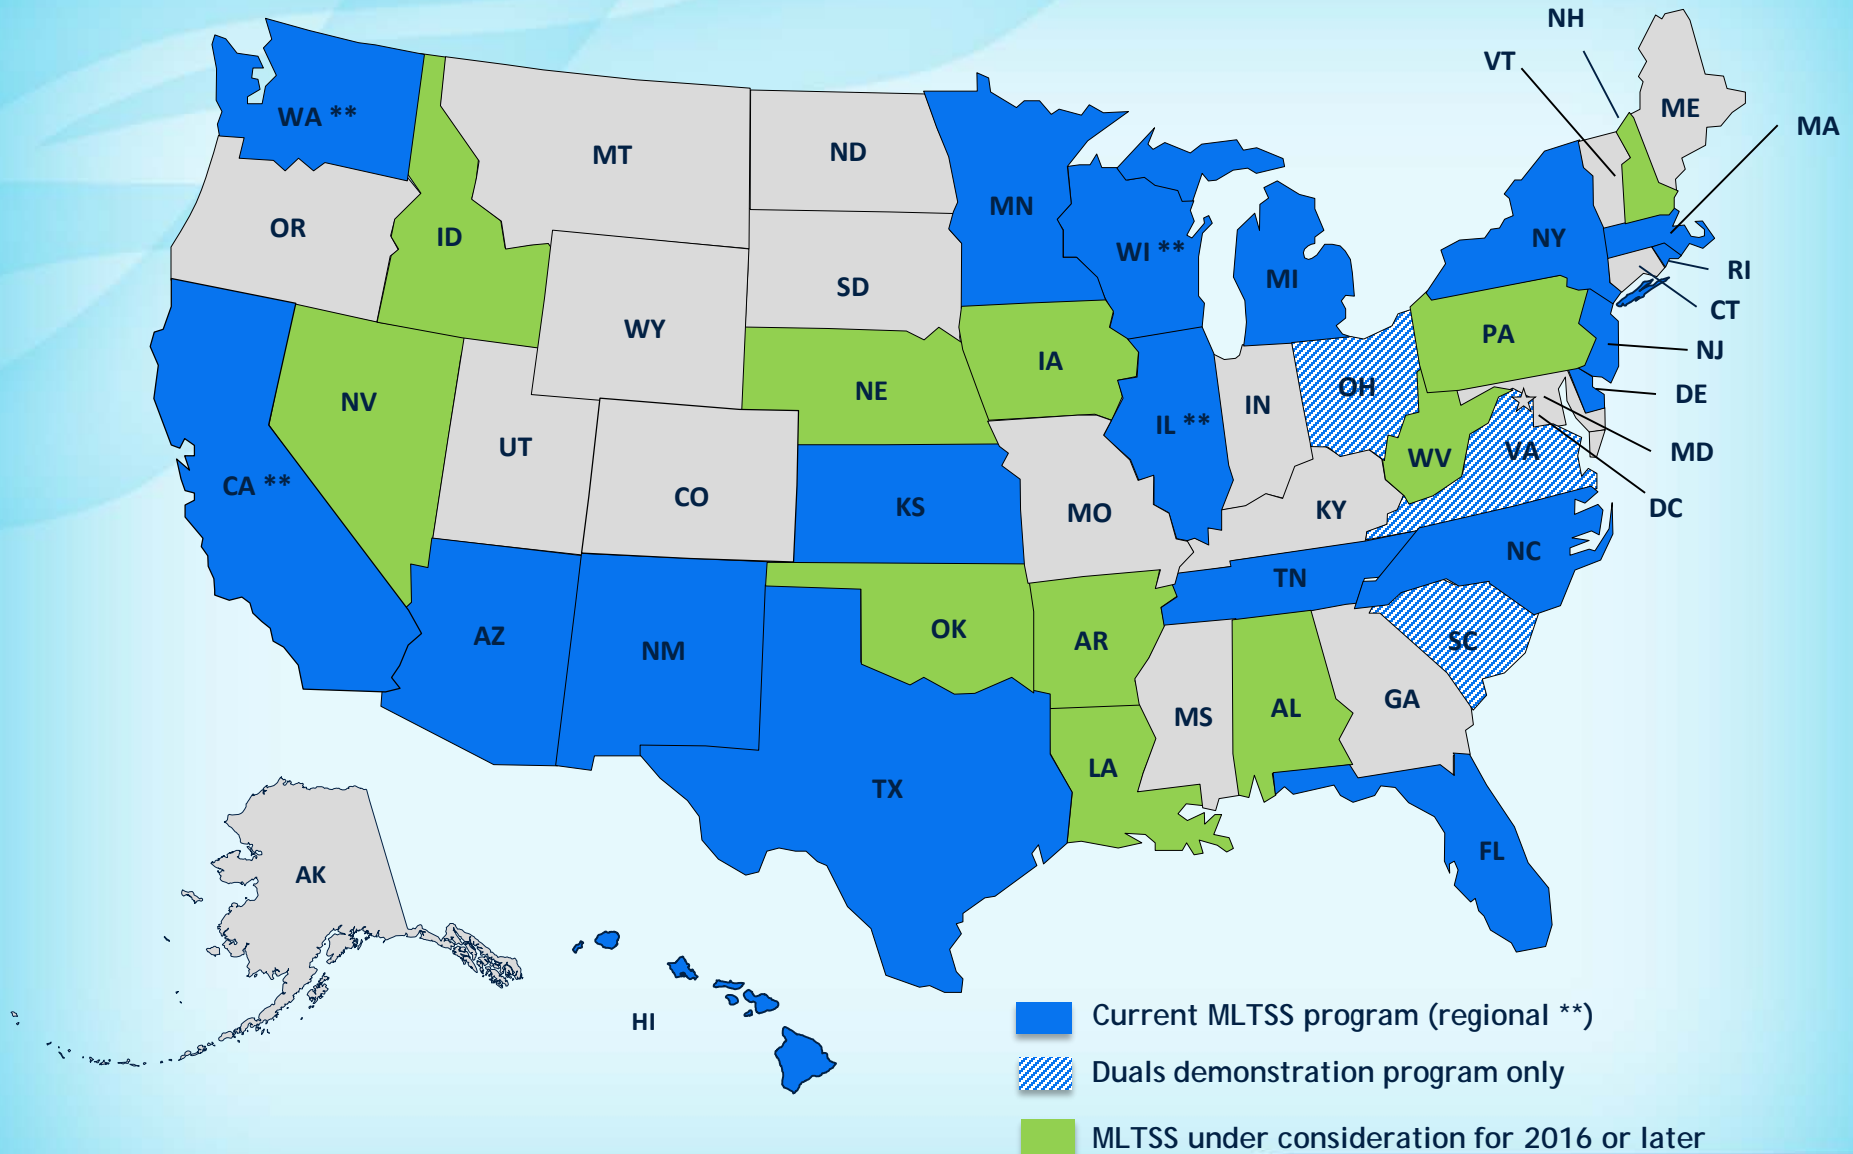 NH
VT
ME
MA
WA **
MT
ND
MN
OR
ID
WI **
NY
MI
RI
SD
CT
WY
PA
NJ
IA
NE
OH
DE
NV
IN
IL **
UT
WV
VA
MD
CA **
CO
KS
MO
KY
DC
NC
TN
AZ
NM
OK
AR
SC
MS
AL
GA
LA
TX
FL
AK
HI
Current MLTSS program (regional **)
Duals demonstration program only
MLTSS under consideration for 2016 or later